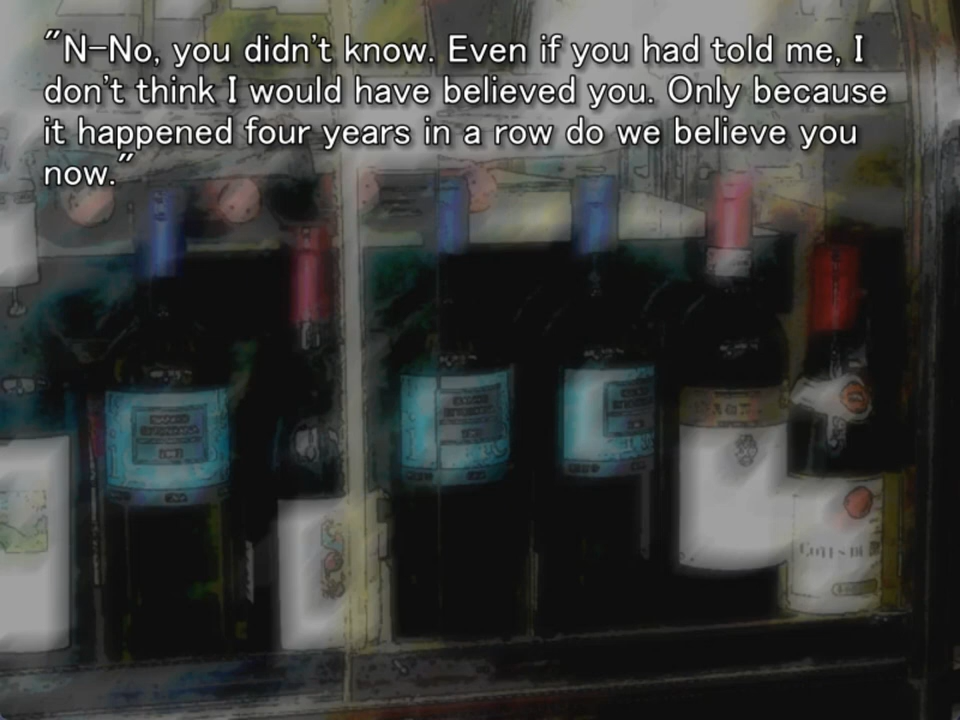 "N-No, you didn't know. Even if you had told me, I
don't think I would have believed you. Only because
it happened four years in a row do we believe you
now."